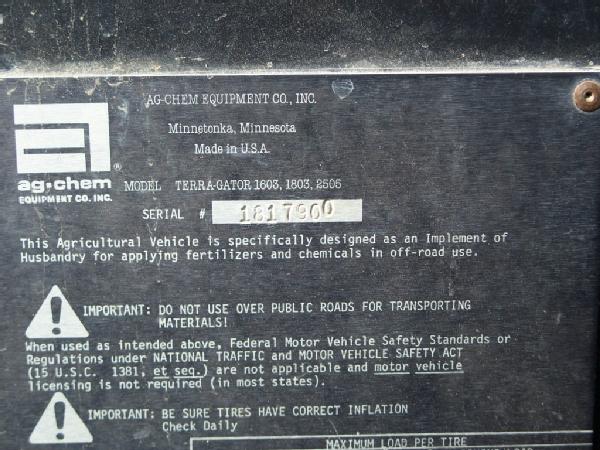 AG-CHEM EQUIPMENT CO., INC.
Minnetonka, Minnesota
Made in U.S.A.
ag·chem ®
EQUIPMENT CO. INC.
MODEL TERRA-GATOR 1603, 1803, 2505
SERIAL # 1817960
This Agricultural Vehicle is specifically designed as an Implement of
Husbandry for applying fertilizers and chemicals in off-road use.
IMPORTANT: DO NOT USE OVER PUBLIC ROADS FOR TRANSPORTING
MATERIALS!
When used as intended above, Federal Motor Vehicle Safety Standards or
Regulations under NATIONAL TRAFFIC and MOTOR VEHICLE SAFETY ACT
(15 U.S.C. 1381, et seq.) are not applicable and motor vehicle
licensing is not required (in most states).
IMPORTANT: BE SURE TIRES HAVE CORRECT INFLATION
Check Daily
MAXIMUM LOAD PER TIRE